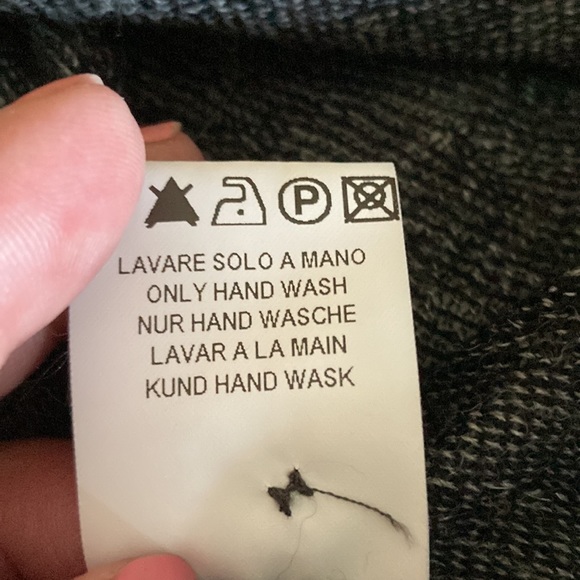 P
LAVARE SOLO A MANO
ONLY HAND WASH
NUR HAND WASCHE
LAVAR A LA MAIN
KUND HAND WASK